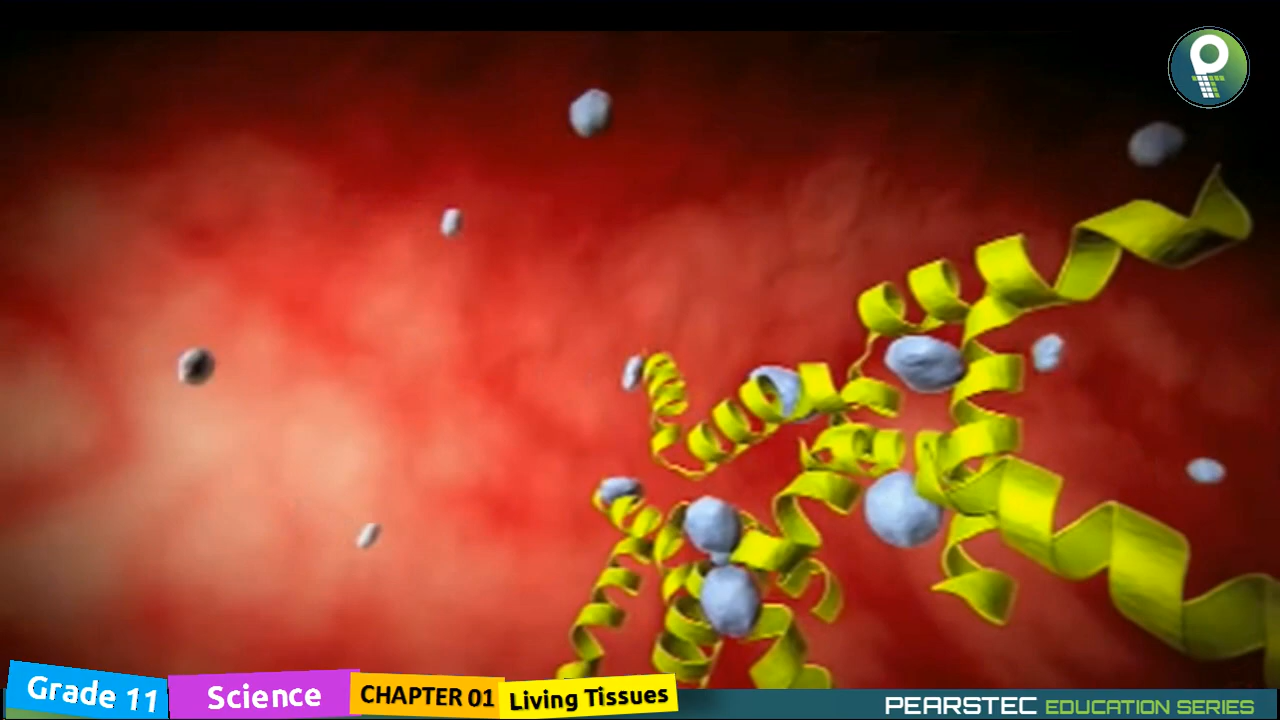 Grade 11
Science
CHAPTER 01
Living Tissues
PEARSTEC EDUCATION SERIES